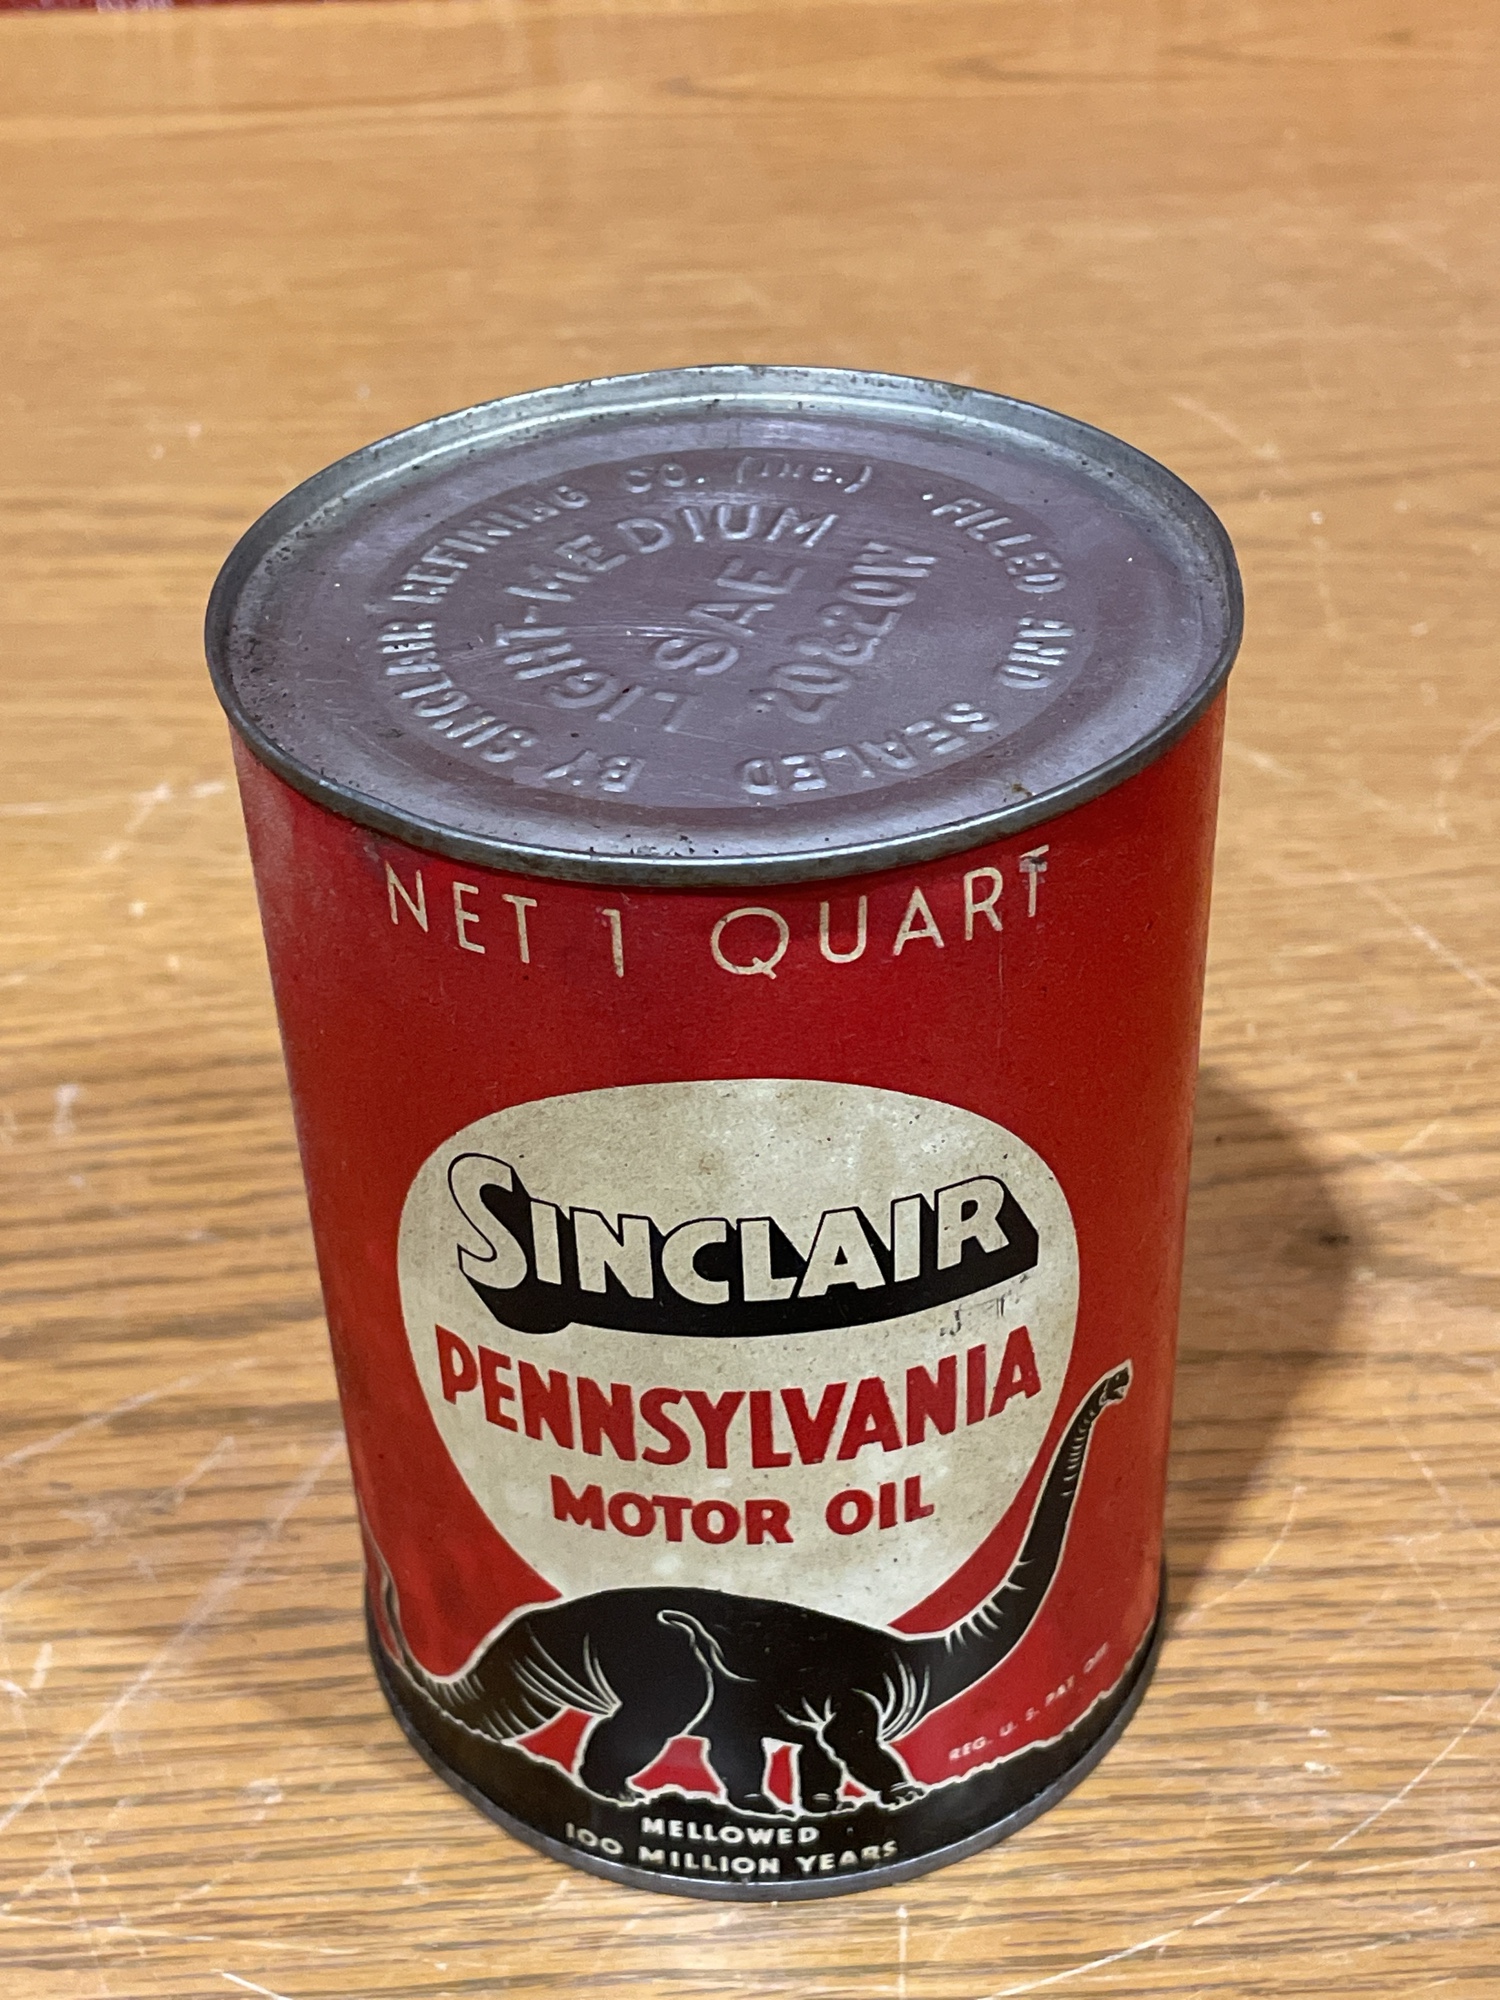 FILLED AND SEALED BY SINCLAIR REFINING CO. (INC.)
LIGHT-MEDIUM
SAE
20&20W
NET 1 QUART
SINCLAIR
PENNSYLVANIA
MOTOR OIL
REG. U. S. PAT. OFF.
MELLOWED
100 MILLION YEARS